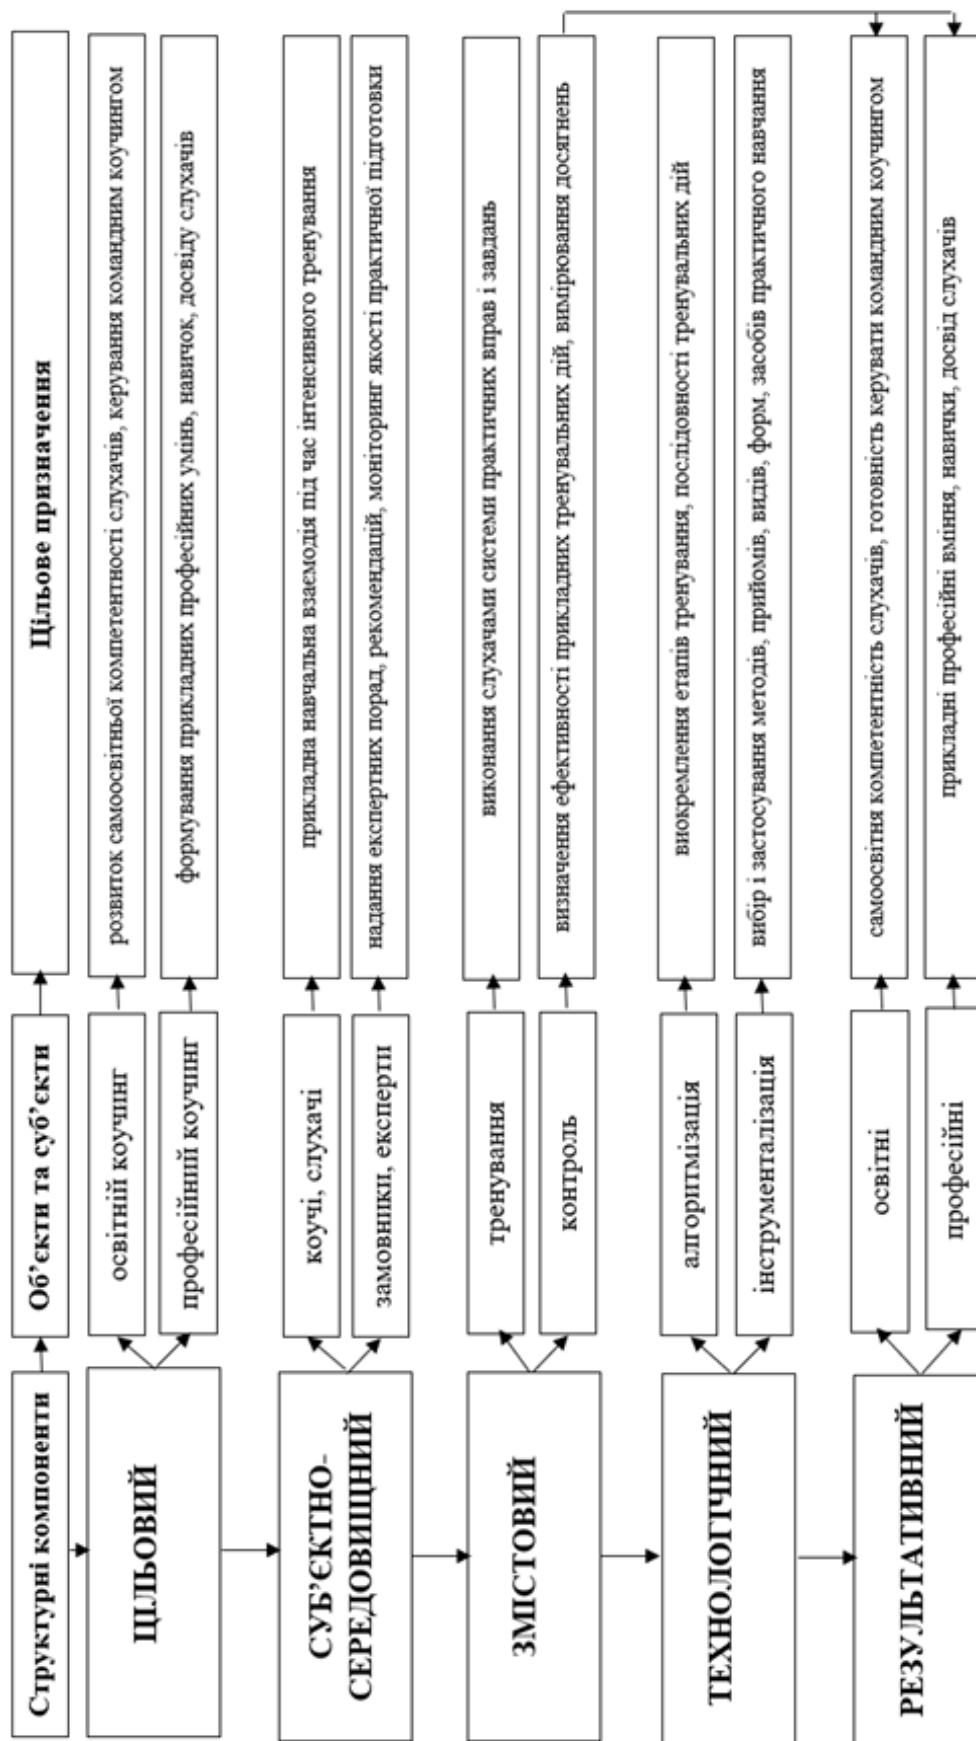 Структурні компоненти
Об’єкти та суб’єкти
Цільове призначення
ЦІЛЬОВИЙ
освітній коучинг
розвиток самоосвітньої компетентності слухачів, керування командним коучингом
професійний коучинг
формування прикладних професійних умінь, навичок, досвіду слухачів
СУБ’ЄКТНО-
СЕРЕДОВИЩНИЙ
коучі, слухачі
прикладна навчальна взаємодія під час інтенсивного тренування
замовники, експерти
надання експертних порад, рекомендацій, моніторинг якості практичної підготовки
ЗМІСТОВИЙ
тренування
виконання слухачами системи практичних вправ і завдань
контроль
визначення ефективності прикладних тренувальних дій, вимірювання досягнень
ТЕХНОЛОГІЧНИЙ
алгоритмізація
виокремлення етапів тренування, послідовності тренувальних дій
інструменталізація
вибір і застосування методів, прийомів, видів, форм, засобів практичного навчання
РЕЗУЛЬТАТИВНИЙ
освітні
самоосвітня компетентність слухачів, готовність керувати командним коучингом
професійні
прикладні професійні вміння, навички, досвід слухачів